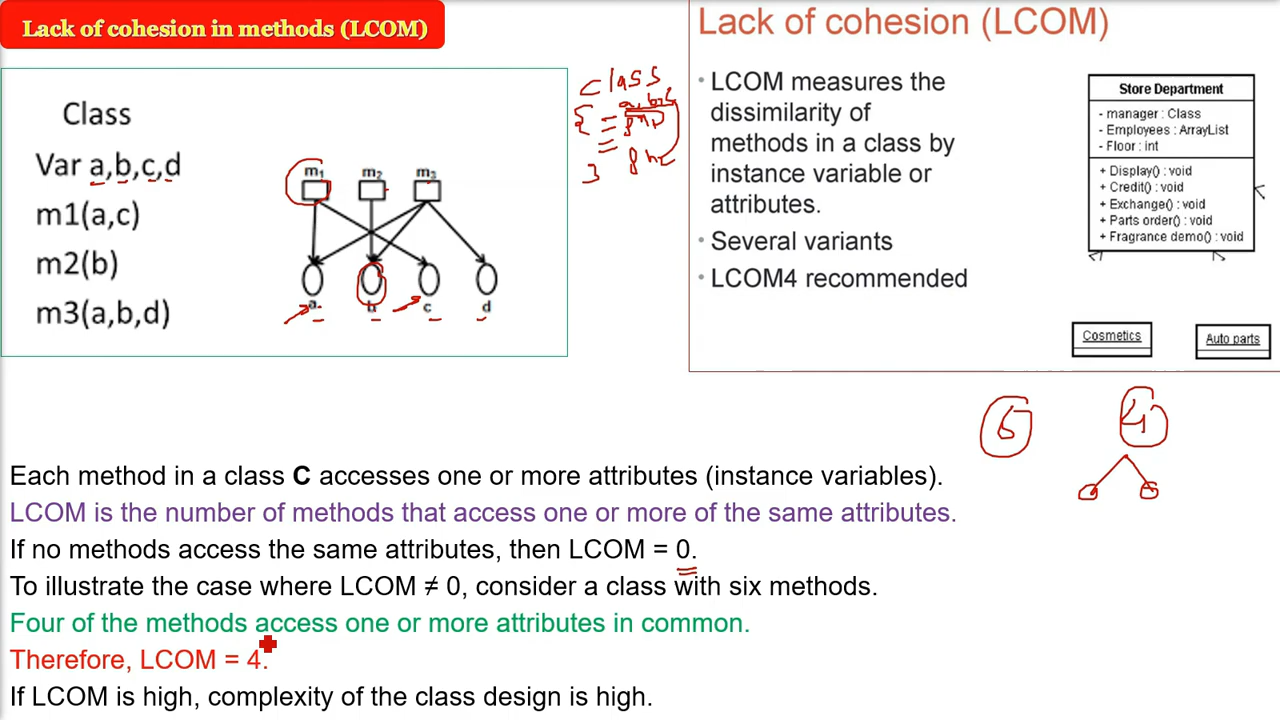 Lack of cohesion in methods (LCOM)
Class
Var a,b,c,d
m1(a,c)
m2(b)
m3(a,b,d)
m1 m2 m3
a b c d
class
{ = a,b,c
3
Lack of cohesion (LCOM)
• LCOM measures the
dissimilarity of
methods in a class by
instance variable or
attributes.
• Several variants
• LCOM4 recommended
Store Department
- manager : Class
- Employees : ArrayList
- Floor : int
+ Display() : void
+ Credit() : void
+ Exchange() : void
+ Parts order() : void
+ Fragrance demo() : void
Cosmetics
Auto parts
6 4
Each method in a class C accesses one or more attributes (instance variables).
LCOM is the number of methods that access one or more of the same attributes.
If no methods access the same attributes, then LCOM = 0.
To illustrate the case where LCOM ≠ 0, consider a class with six methods.
Four of the methods access one or more attributes in common.
Therefore, LCOM = 4.
If LCOM is high, complexity of the class design is high.